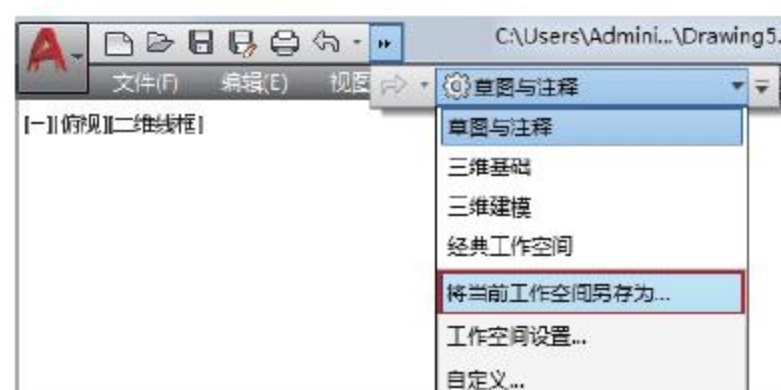 C:\Users\Admini...\Drawing5.
文件(F) 编辑(E) 视图
草图与注释
[−][俯视][二维线框]
草图与注释
三维基础
三维建模
经典工作空间
将当前工作空间另存为...
工作空间设置...
自定义...